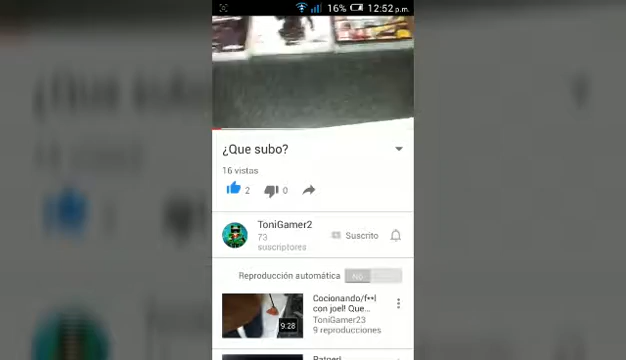 16% 12:52 p.m.
¿Que subo?
16 vistas
2 0
ToniGamer2
73
suscriptores
Suscrito
Reproducción automática No
Cocionando/f**l
con joel! Que...
ToniGamer23
9 reproducciones
9:28